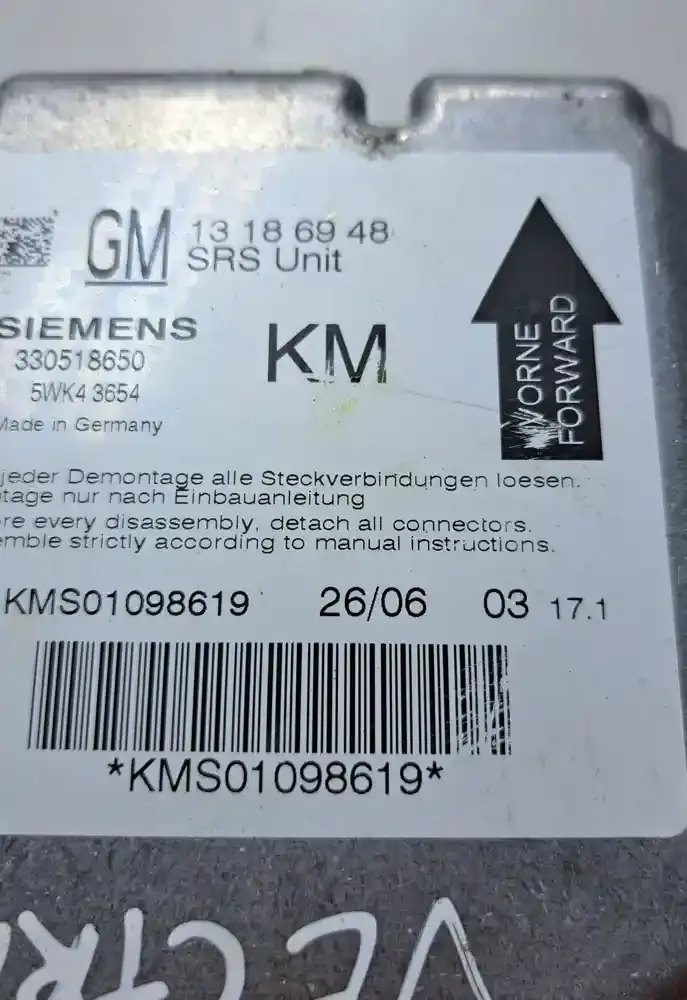 GM 13 18 69 48
SRS Unit
SIEMENS
KM
330518650
5WK4 3654
Made in Germany
VORNE
FORWARD
jeder Demontage alle Steckverbindungen loesen.
tage nur nach Einbauanleitung
re every disassembly, detach all connectors.
emble strictly according to manual instructions.
KMS01098619 26/06 03 17.1
*KMS01098619*
VECTR